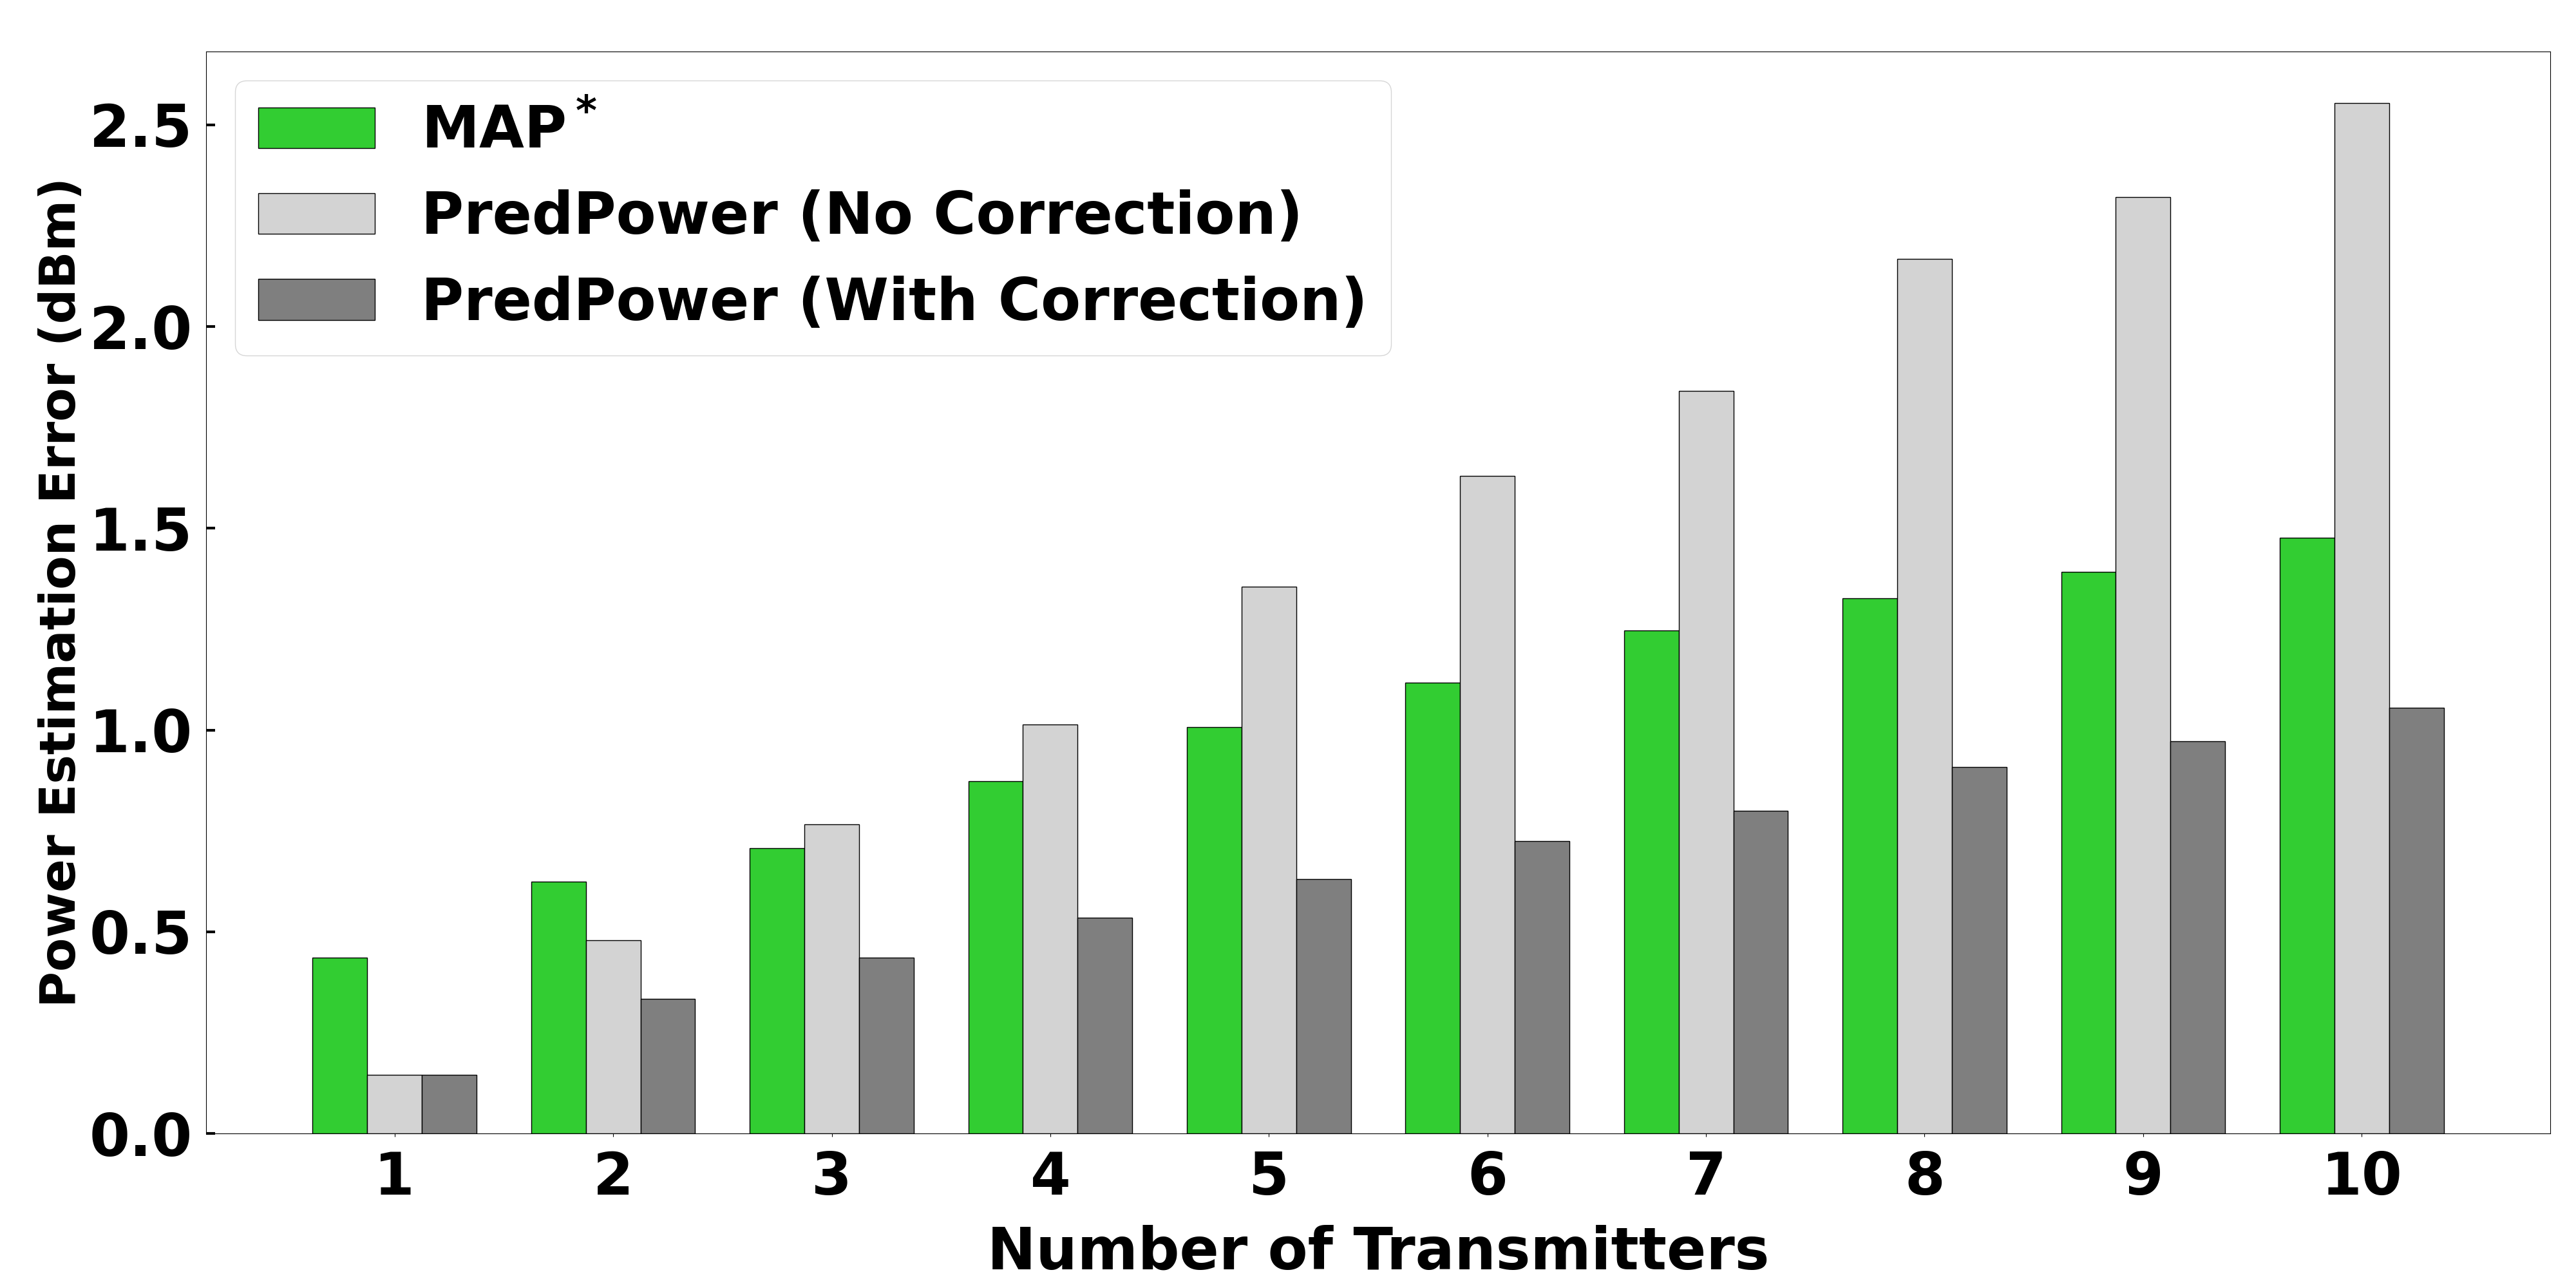 MAP*
PredPower (No Correction)
PredPower (With Correction)
Power Estimation Error (dBm)
2.5
2.0
1.5
1.0
0.5
0.0
1 2 3 4 5 6 7 8 9 10
Number of Transmitters